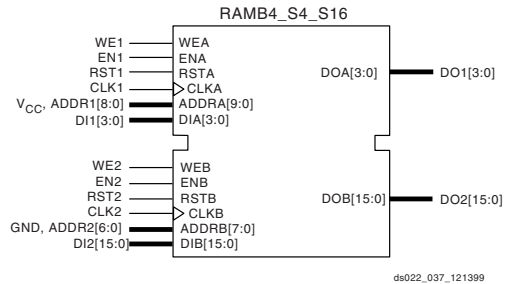 RAMB4_S4_S16
WE1 WEA
EN1 ENA
RST1 RSTA DOA[3:0] DO1[3:0]
CLK1 CLKA
VCC, ADDR1[8:0] ADDRA[9:0]
DI1[3:0] DIA[3:0]
WE2 WEB
EN2 ENB
RST2 RSTB DOB[15:0] DO2[15:0]
CLK2 CLKB
GND, ADDR2[6:0] ADDRB[7:0]
DI2[15:0] DIB[15:0]
ds022_037_121399